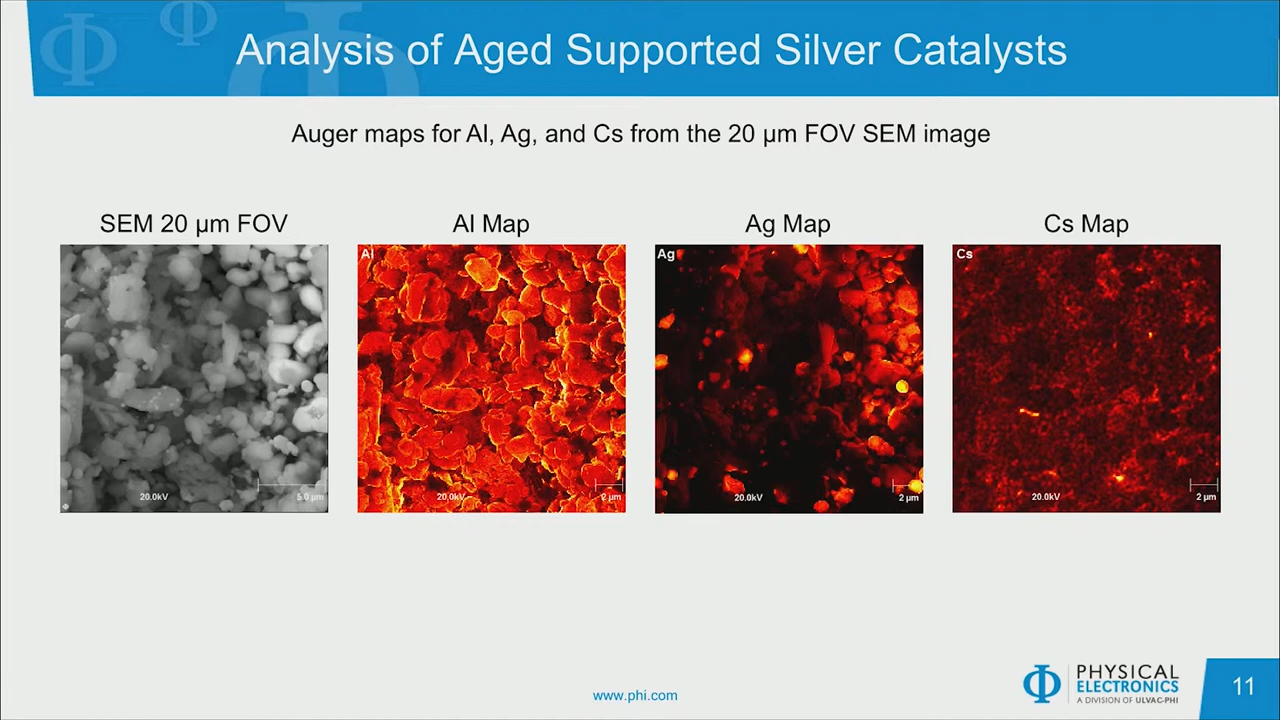 Analysis of Aged Supported Silver Catalysts
Auger maps for Al, Ag, and Cs from the 20 µm FOV SEM image
SEM 20 µm FOV
Al Map
Ag Map
Cs Map
Al
Ag
Cs
20.0kV
5.0 µm
20.0kV
2 µm
20.0kV
2 µm
20.0kV
2 µm
www.phi.com
PHYSICAL
ELECTRONICS
A DIVISION OF ULVAC-PHI
11